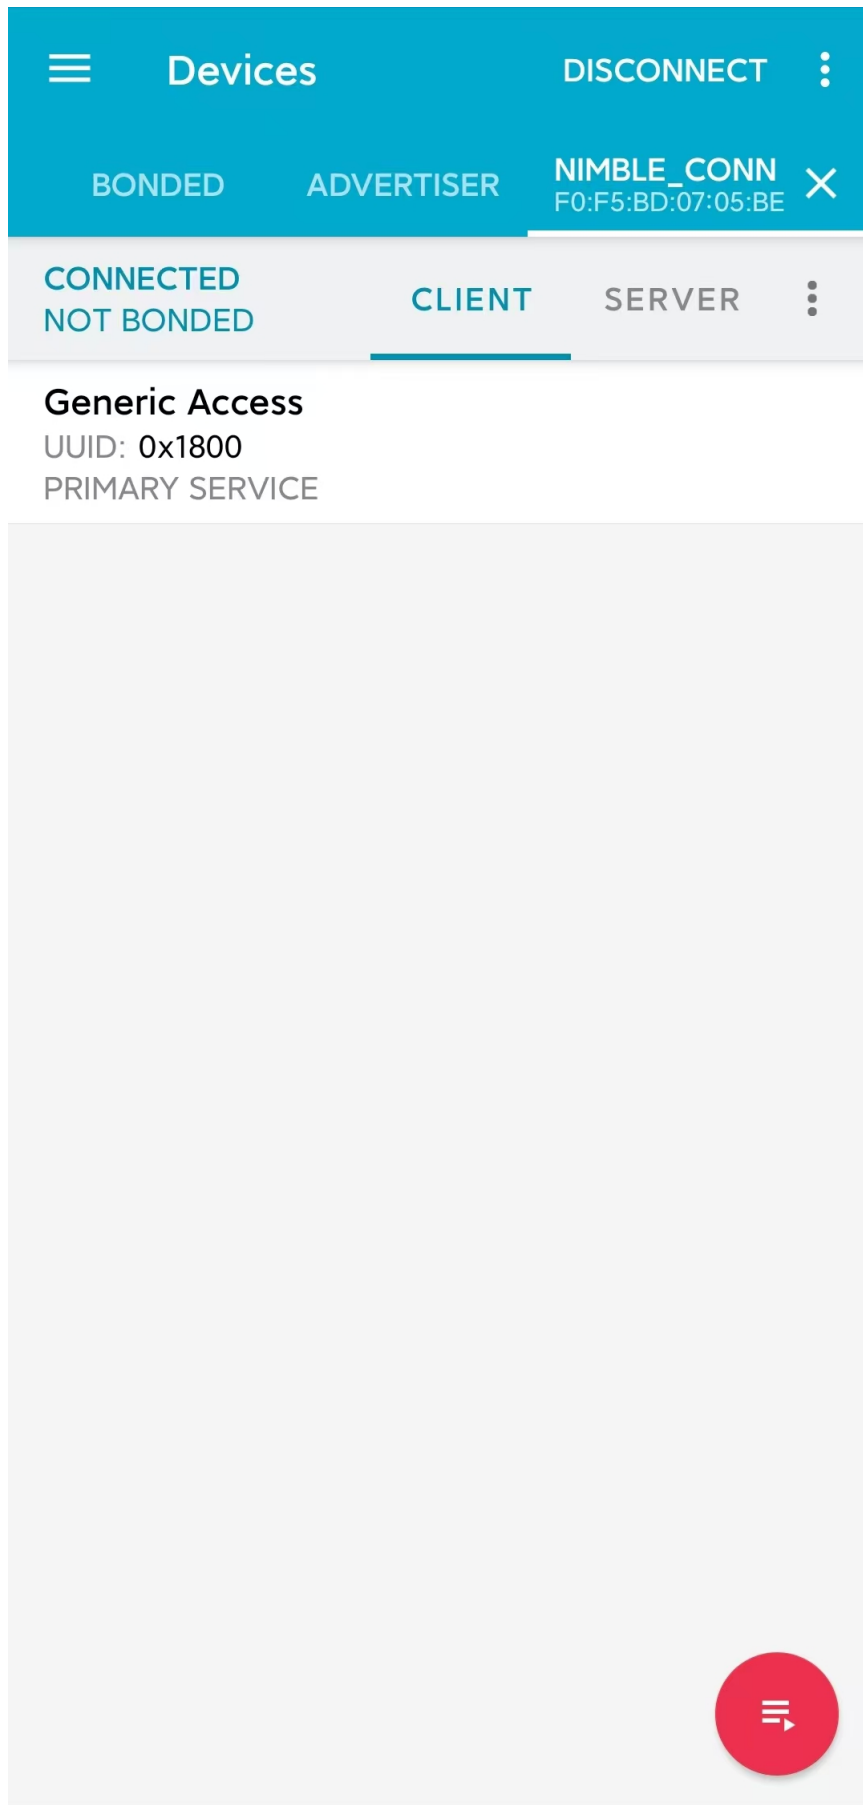 Devices
DISCONNECT
BONDED
ADVERTISER
NIMBLE_CONN
F0:F5:BD:07:05:BE
CONNECTED
NOT BONDED
CLIENT
SERVER
Generic Access
UUID: 0x1800
PRIMARY SERVICE